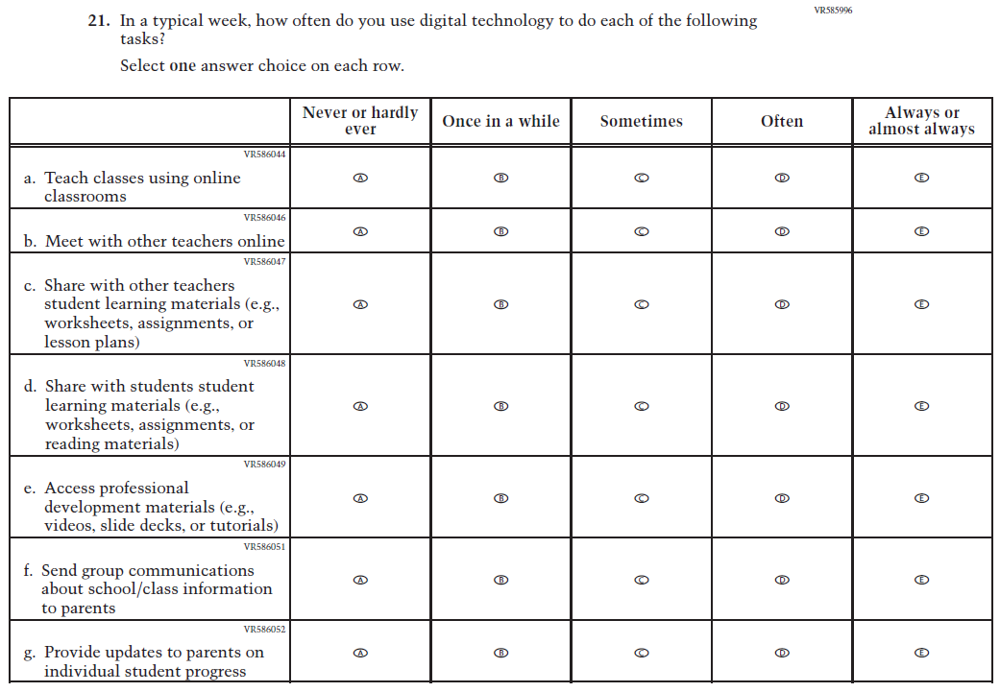 VR585996
21. In a typical week, how often do you use digital technology to do each of the following
tasks?
Select one answer choice on each row.
Never or hardly
ever
Once in a while
Sometimes
Often
Always or
almost always
VR586044
a. Teach classes using online
classrooms
A B C D E
VR586046
b. Meet with other teachers online
A B C D E
VR586047
c. Share with other teachers
student learning materials (e.g.,
worksheets, assignments, or
lesson plans)
A B C D E
VR586048
d. Share with students student
learning materials (e.g.,
worksheets, assignments, or
reading materials)
A B C D E
VR586049
e. Access professional
development materials (e.g.,
videos, slide decks, or tutorials)
A B C D E
VR586051
f. Send group communications
about school/class information
to parents
A B C D E
VR586052
g. Provide updates to parents on
individual student progress
A B C D E